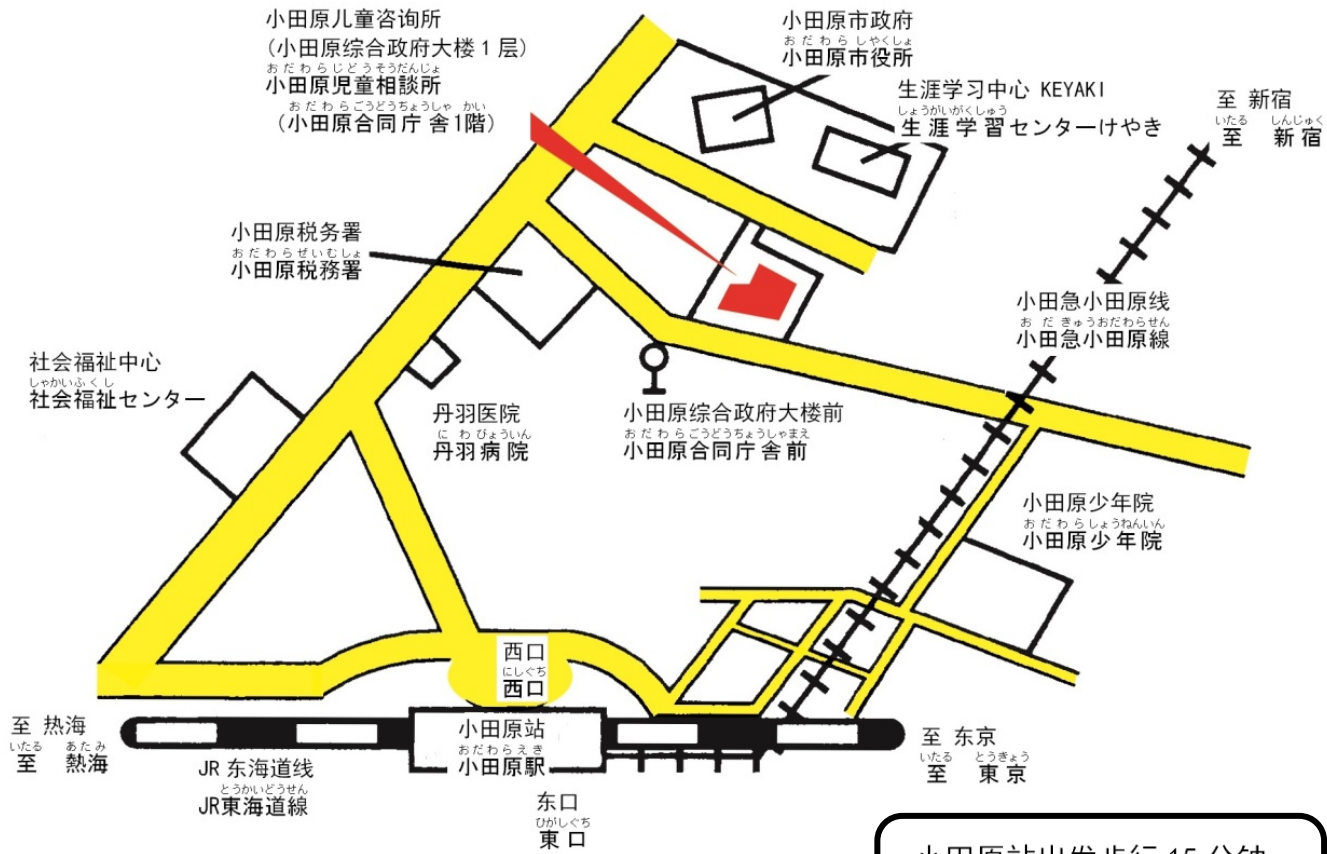 小田原儿童咨询所
(小田原综合政府大楼1层)
おだわらじどうそうだんじょ
小田原児童相談所
おだわらごうどうちょうしゃ かい
(小田原合同庁舎1階)
小田原市政府
おだわらしやくしょ
小田原市役所
生涯学习中心 KEYAKI
しょうがいがくしゅう
生涯学習センターけやき
至 新宿
いたる しんじゅく
至 新宿
小田原税务署
おだわらぜいむしょ
小田原税務署
小田急小田原线
おだきゅうおだわらせん
小田急小田原線
社会福祉中心
しゃかいふくし
社会福祉センター
丹羽医院
にわびょういん
丹羽病院
小田原综合政府大楼前
おだわらごうどうちょうしゃまえ
小田原合同庁舎前
小田原少年院
おだわらしょうねんいん
小田原少年院
西口
にしぐち
西口
至 热海
いたる あたみ
至 熱海
小田原站
おだわらえき
小田原駅
至 东京
いたる とうきょう
至 東京
JR 东海道线
とうかいどうせん
JR東海道線
东口
ひがしぐち
東口
小田原站出发步行 15 分钟